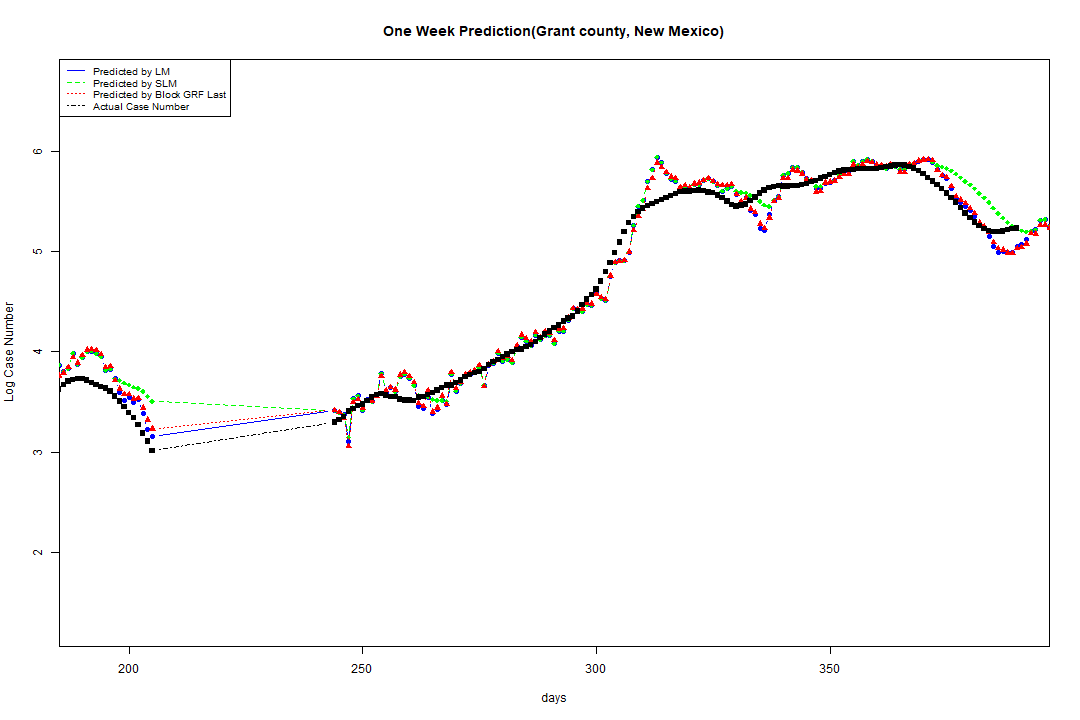 One Week Prediction(Grant county, New Mexico)
Predicted by LM
Predicted by SLM
Predicted by Block GRF Last
Actual Case Number
6
5
4
3
2
Log Case Number
200 250 300 350
days